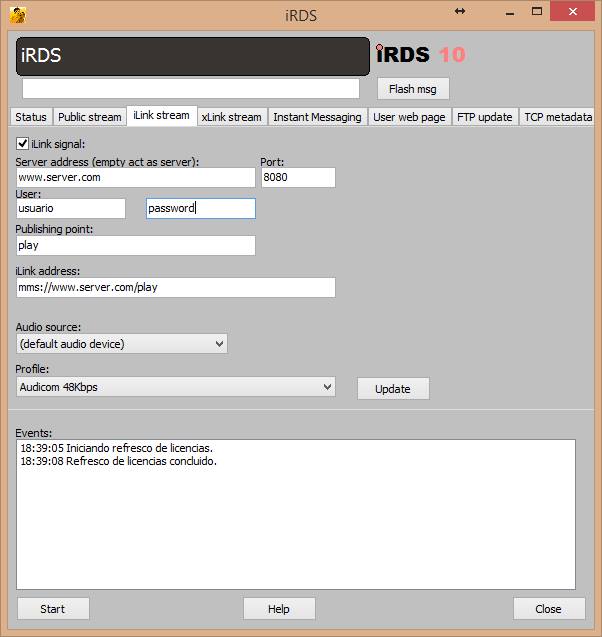 iRDS
iRDS
iRDS 10
Flash msg
Status Public stream iLink stream xLink stream Instant Messaging User web page FTP update TCP metadata
iLink signal:
Server address (empty act as server): Port:
www.server.com 8080
User:
usuario password
Publishing point:
play
iLink address:
mms://www.server.com/play
Audio source:
(default audio device)
Profile:
Audicom 48Kbps Update
Events:
18:39:05 Iniciando refresco de licencias.
18:39:08 Refresco de licencias concluido.
Start Help Close